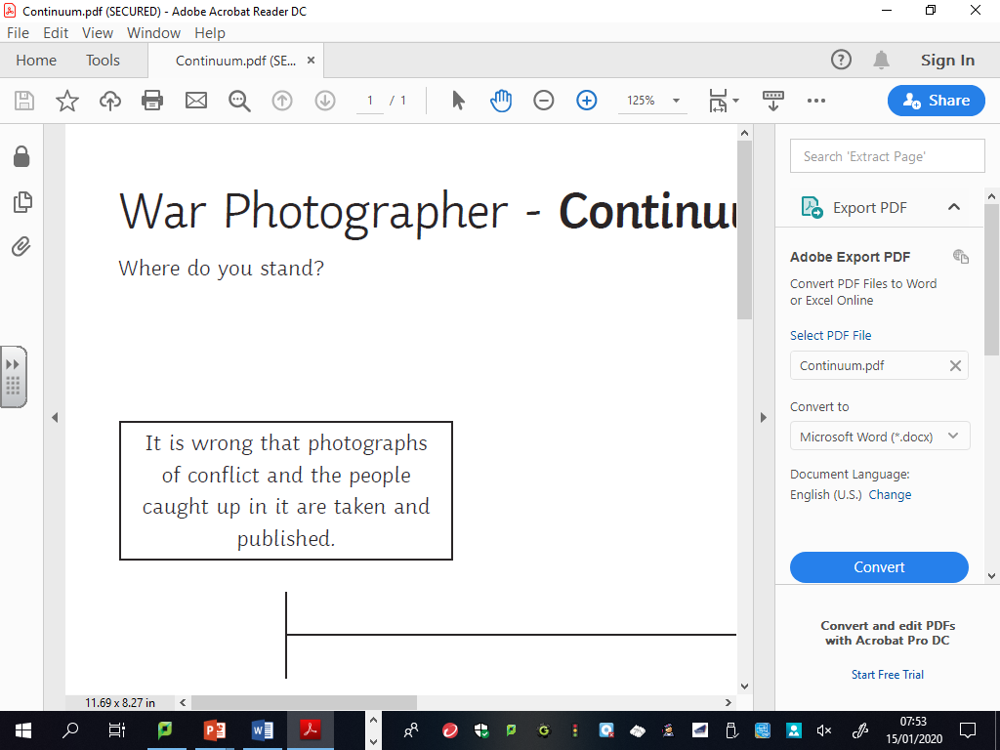 Continuum.pdf (SECURED) - Adobe Acrobat Reader DC
File Edit View Window Help
Home Tools Continuum.pdf (SE... × Sign In
1 / 1 125% Share
Search 'Extract Page'
War Photographer - Continuu
Export PDF
Where do you stand?
Adobe Export PDF
Convert PDF Files to Word
or Excel Online
Select PDF File
Continuum.pdf
Convert to
Microsoft Word (*.docx)
Document Language:
English (U.S.) Change
Convert
It is wrong that photographs
of conflict and the people
caught up in it are taken and
published.
Convert and edit PDFs
with Acrobat Pro DC
Start Free Trial
11.69 x 8.27 in
07:53
15/01/2020